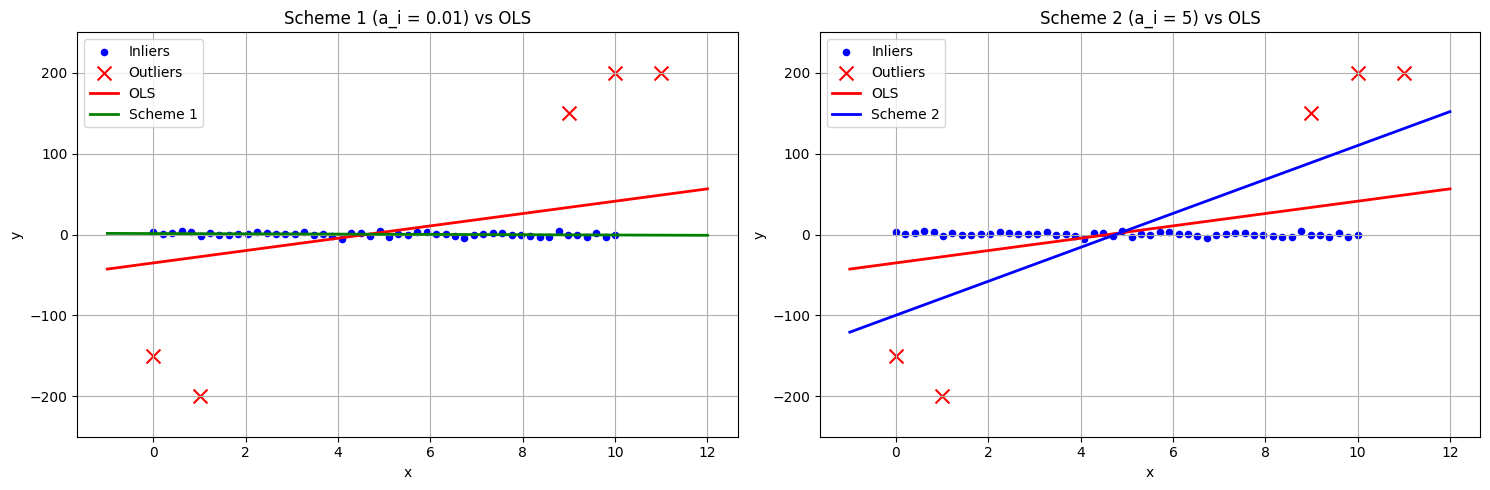 Scheme 1 (a_i = 0.01) vs OLS
Inliers
Outliers
OLS
Scheme 1
200
100
0
−100
−200
y
0
2
4
6
8
10
12
x
Scheme 2 (a_i = 5) vs OLS
Inliers
Outliers
OLS
Scheme 2
200
100
0
−100
−200
y
0
2
4
6
8
10
12
x